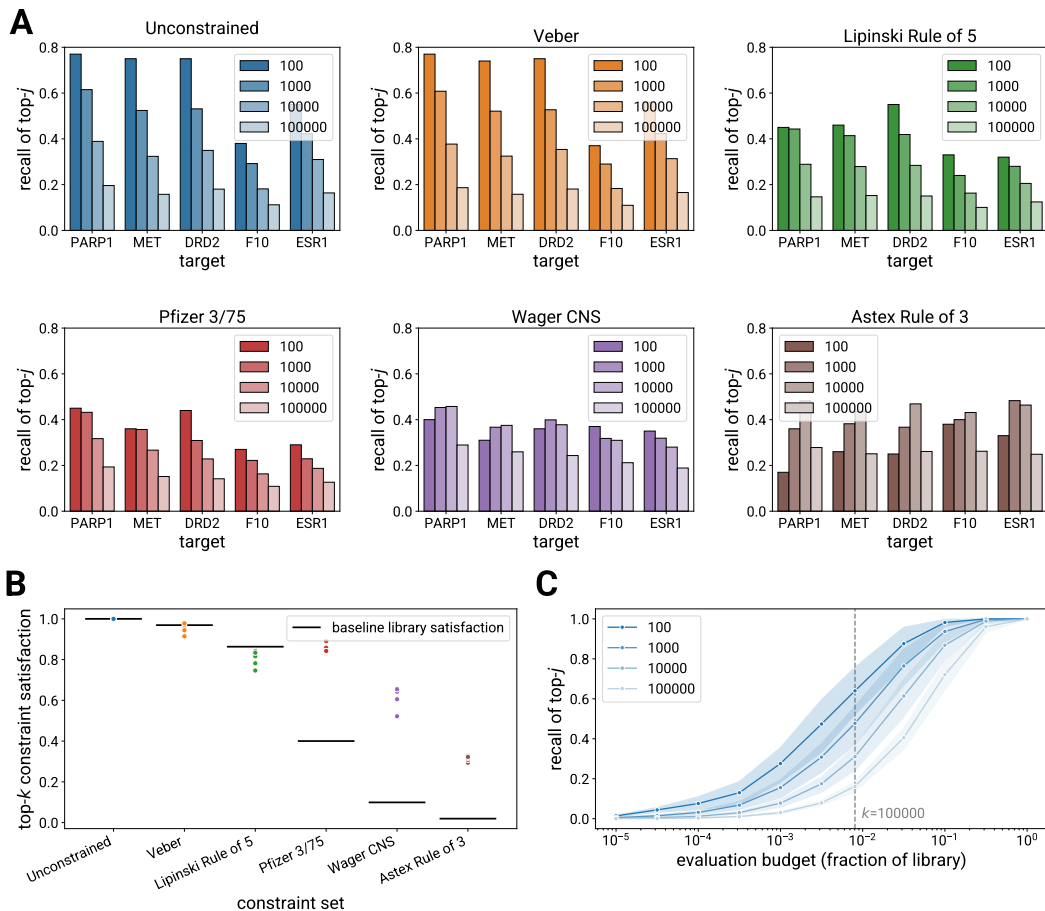 A
Unconstrained
recall of top-j
0.8
0.6
0.4
0.2
0.0
100
1000
10000
100000
PARP1 MET DRD2 F10 ESR1
target
Veber
recall of top-j
0.8
0.6
0.4
0.2
0.0
100
1000
10000
100000
PARP1 MET DRD2 F10 ESR1
target
Lipinski Rule of 5
recall of top-j
0.8
0.6
0.4
0.2
0.0
100
1000
10000
100000
PARP1 MET DRD2 F10 ESR1
target
Pfizer 3/75
recall of top-j
0.8
0.6
0.4
0.2
0.0
100
1000
10000
100000
PARP1 MET DRD2 F10 ESR1
target
Wager CNS
recall of top-j
0.8
0.6
0.4
0.2
0.0
100
1000
10000
100000
PARP1 MET DRD2 F10 ESR1
target
Astex Rule of 3
recall of top-j
0.8
0.6
0.4
0.2
0.0
100
1000
10000
100000
PARP1 MET DRD2 F10 ESR1
target
B
top-k constraint satisfaction
1.0
0.8
0.6
0.4
0.2
0.0
baseline library satisfaction
Unconstrained
Veber
Lipinski Rule of 5
Pfizer 3/75
Wager CNS
Astex Rule of 3
constraint set
C
recall of top-j
1.0
0.8
0.6
0.4
0.2
0.0
100
1000
10000
100000
k=100000
10⁻⁵ 10⁻⁴ 10⁻³ 10⁻² 10⁻¹ 10⁰
evaluation budget (fraction of library)